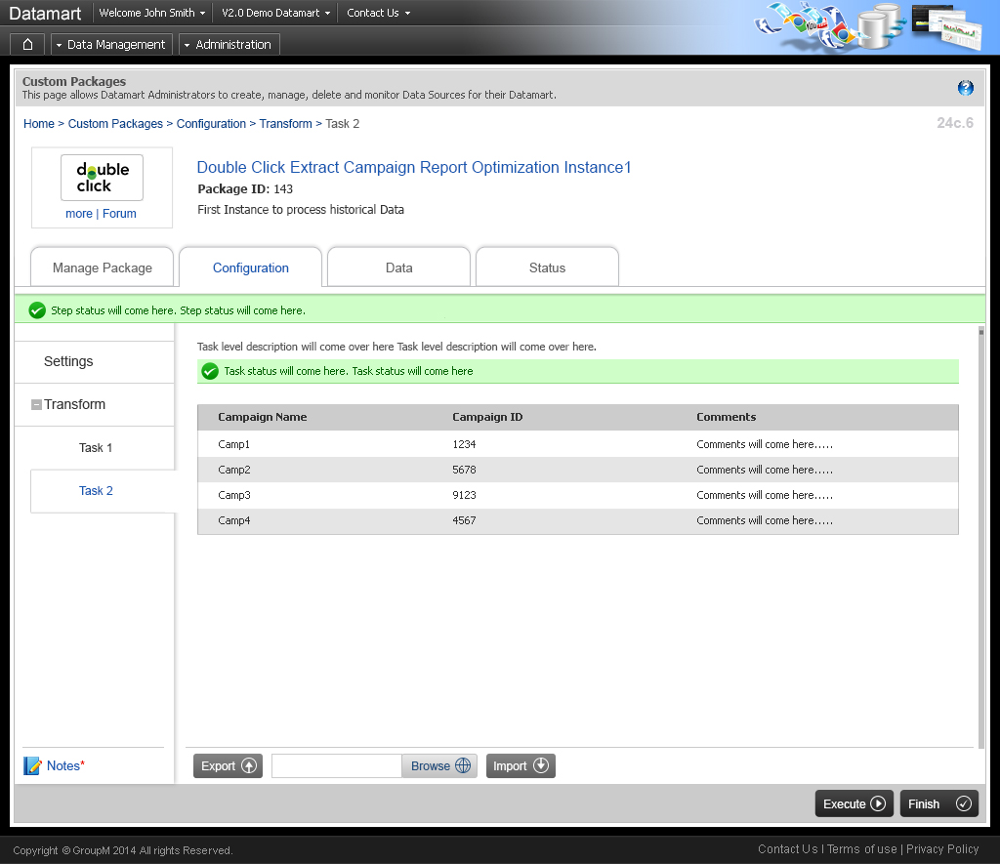 Datamart Welcome John Smith V2.0 Demo Datamart Contact Us
Data Management Administration
Custom Packages
This page allows Datamart Administrators to create, manage, delete and monitor Data Sources for their Datamart.
Home > Custom Packages > Configuration > Transform > Task 2 24c.6
double
click
more | Forum
Double Click Extract Campaign Report Optimization Instance1
Package ID: 143
First Instance to process historical Data
Manage Package Configuration Data Status
Step status will come here. Step status will come here.
Settings
Transform
Task 1
Task 2
Task level description will come over here Task level description will come over here.
Task status will come here. Task status will come here
Campaign Name Campaign ID Comments
Camp1 1234 Comments will come here.....
Camp2 5678 Comments will come here.....
Camp3 9123 Comments will come here.....
Camp4 4567 Comments will come here.....
Notes*
Export Browse Import
Execute Finish
Copyright © GroupM 2014 All rights Reserved. Contact Us I Terms of use | Privacy Policy